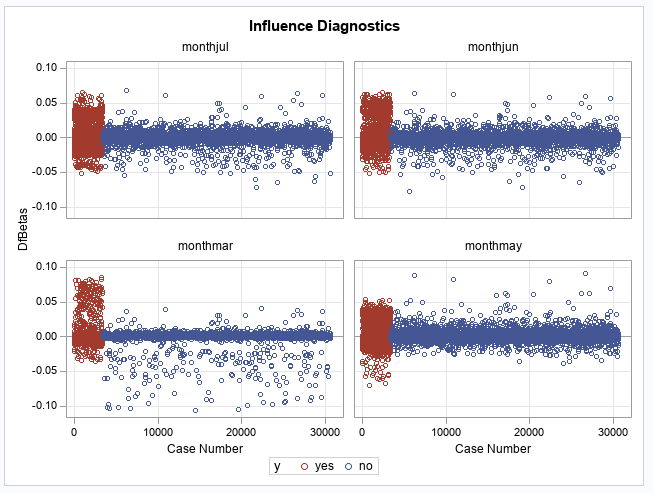 Influence Diagnostics
monthjul
monthjun
0.10
0.05
0.00
-0.05
-0.10
DfBetas
monthmar
monthmay
0.10
0.05
0.00
-0.05
-0.10
0 10000 20000 30000
0 10000 20000 30000
Case Number
Case Number
y yes no